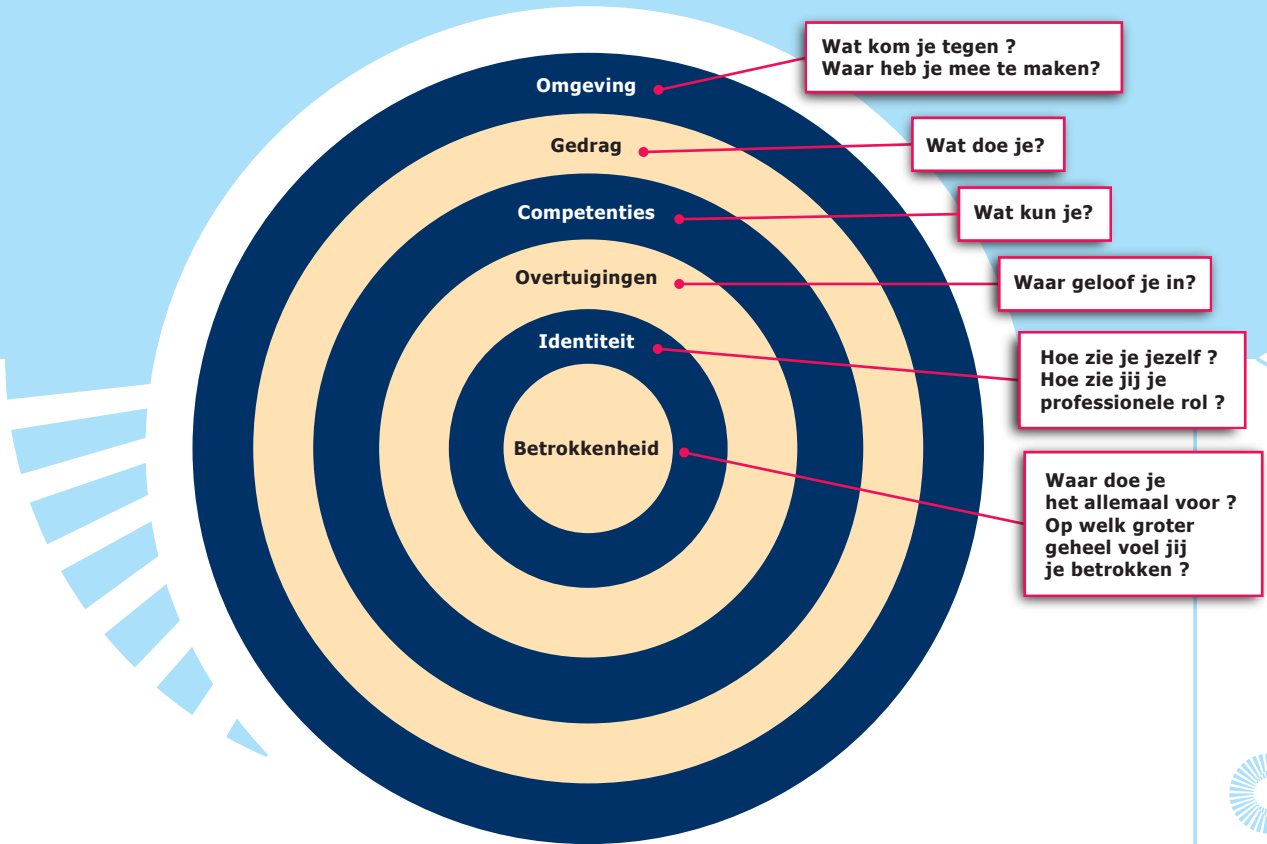 Omgeving
Wat kom je tegen ?
Waar heb je mee te maken?
Gedrag
Wat doe je?
Competenties
Wat kun je?
Overtuigingen
Waar geloof je in?
Identiteit
Hoe zie je jezelf ?
Hoe zie jij je
professionele rol ?
Betrokkenheid
Waar doe je
het allemaal voor ?
Op welk groter
geheel voel jij
je betrokken ?